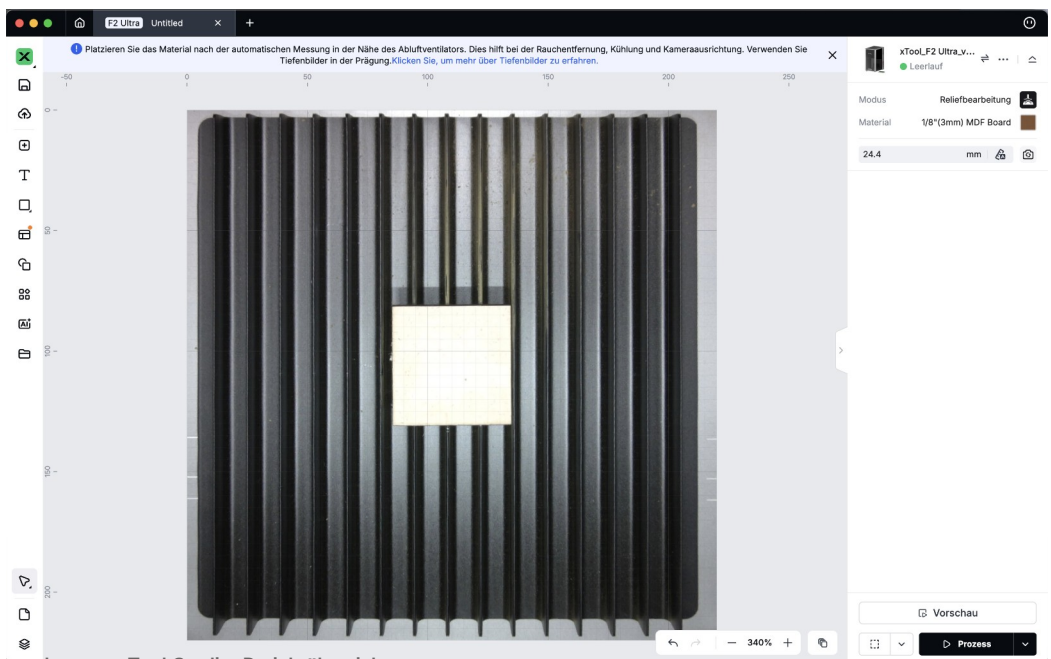 F2 Ultra Untitled
Platzieren Sie das Material nach der automatischen Messung in der Nähe des Abluftventilators. Dies hilft bei der Rauchentfernung, Kühlung und Kameraausrichtung. Verwenden Sie
Tiefenbilder in der Prägung.Klicken Sie, um mehr über Tiefenbilder zu erfahren.
xTool_F2 Ultra_v...
Leerlauf
-50 0 50 100 150 200 250
Modus Reliefbearbeitung
Material 1/8"(3mm) MDF Board
24.4 mm
0
50
100
150
200
T
AI
Vorschau
340%
Prozess